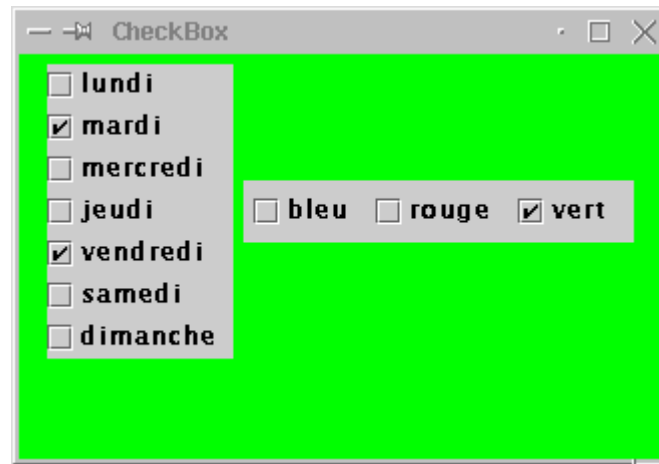 CheckBox
lundi
mardi
mercredi
jeudi
vendredi
samedi
dimanche
bleu rouge vert